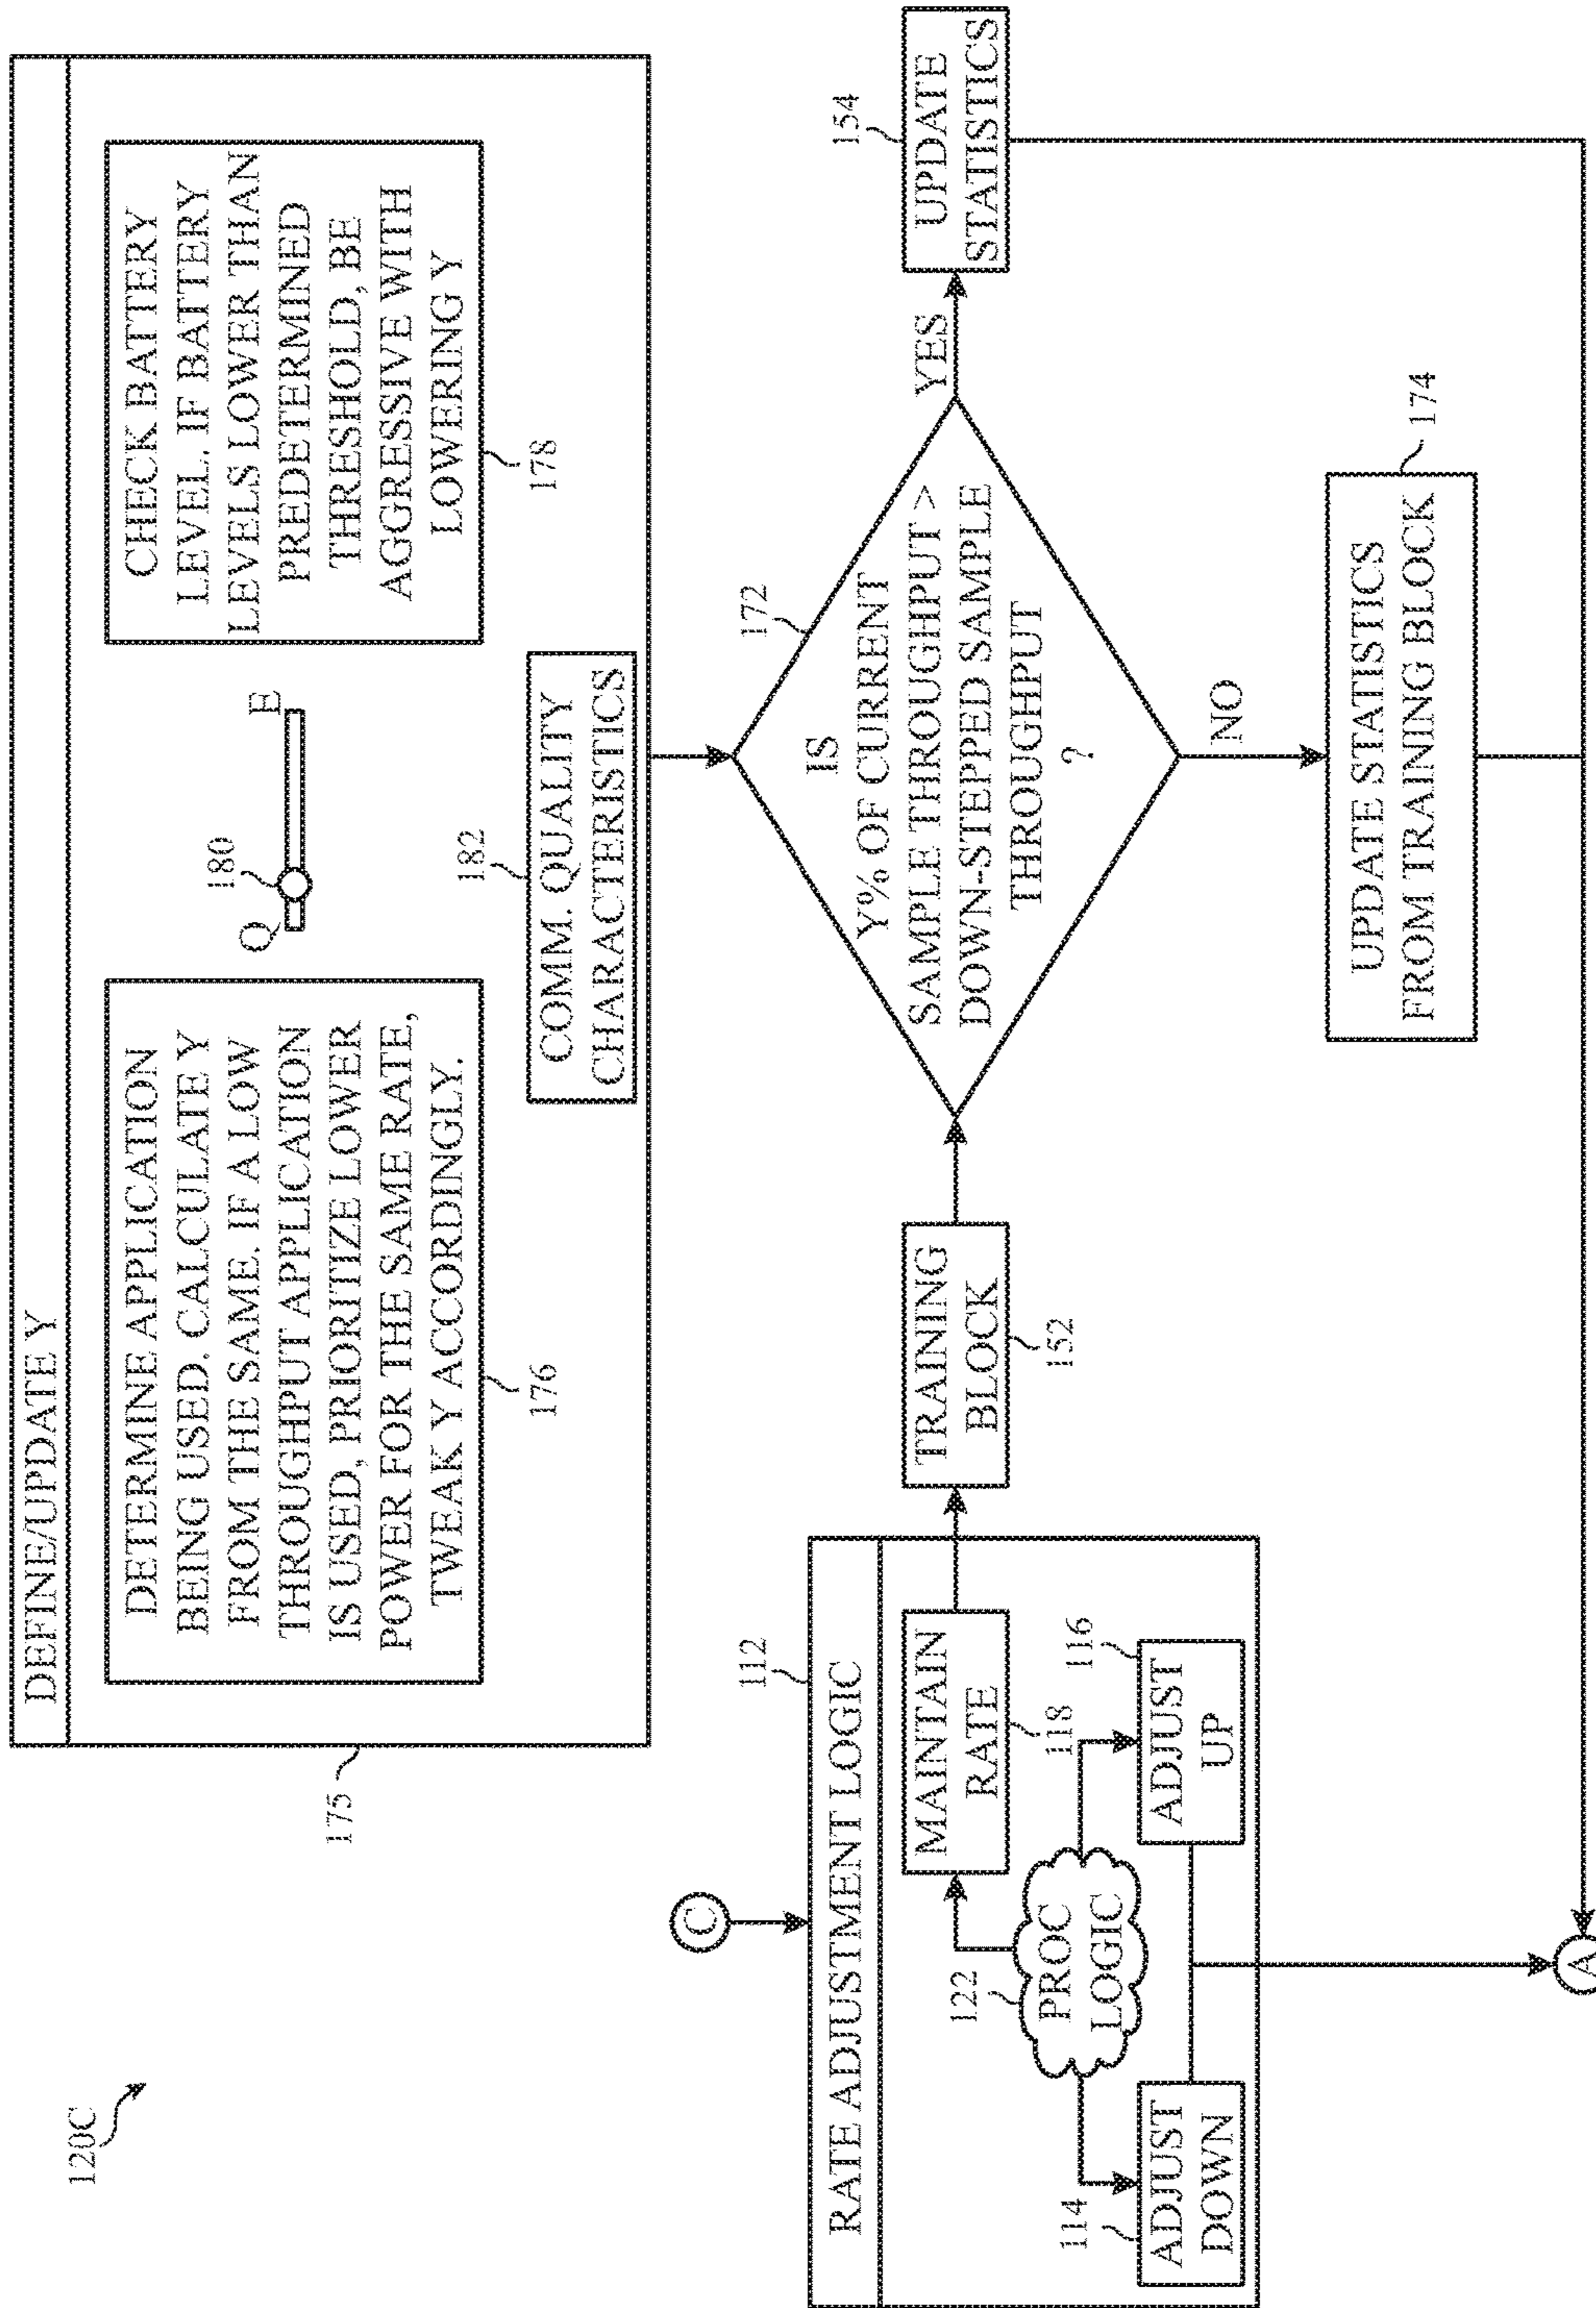 120C
DEFINE/UPDATE Y
175
DETERMINE APPLICATION
BEING USED. CALCULATE Y
FROM THE SAME. IF A LOW
THROUGHPUT APPLICATION
IS USED, PRIORITIZE LOWER
POWER FOR THE SAME RATE,
TWEAK Y ACCORDINGLY.
176
Q
180
E
CHECK BATTERY
LEVEL. IF BATTERY
LEVELS LOWER THAN
PREDETERMINED
THRESHOLD, BE
AGGRESSIVE WITH
LOWERING Y
178
182
COMM. QUALITY
CHARACTERISTICS
C
112
RATE ADJUSTMENT LOGIC
MAINTAIN
RATE
118
122
PROC
LOGIC
114
ADJUST
DOWN
116
ADJUST
UP
TRAINING
BLOCK
152
172
IS
Y% OF CURRENT
SAMPLE THROUGHPUT >
DOWN-STEPPED SAMPLE
THROUGHPUT
?
YES
154
UPDATE
STATISTICS
NO
174
UPDATE STATISTICS
FROM TRAINING BLOCK
A